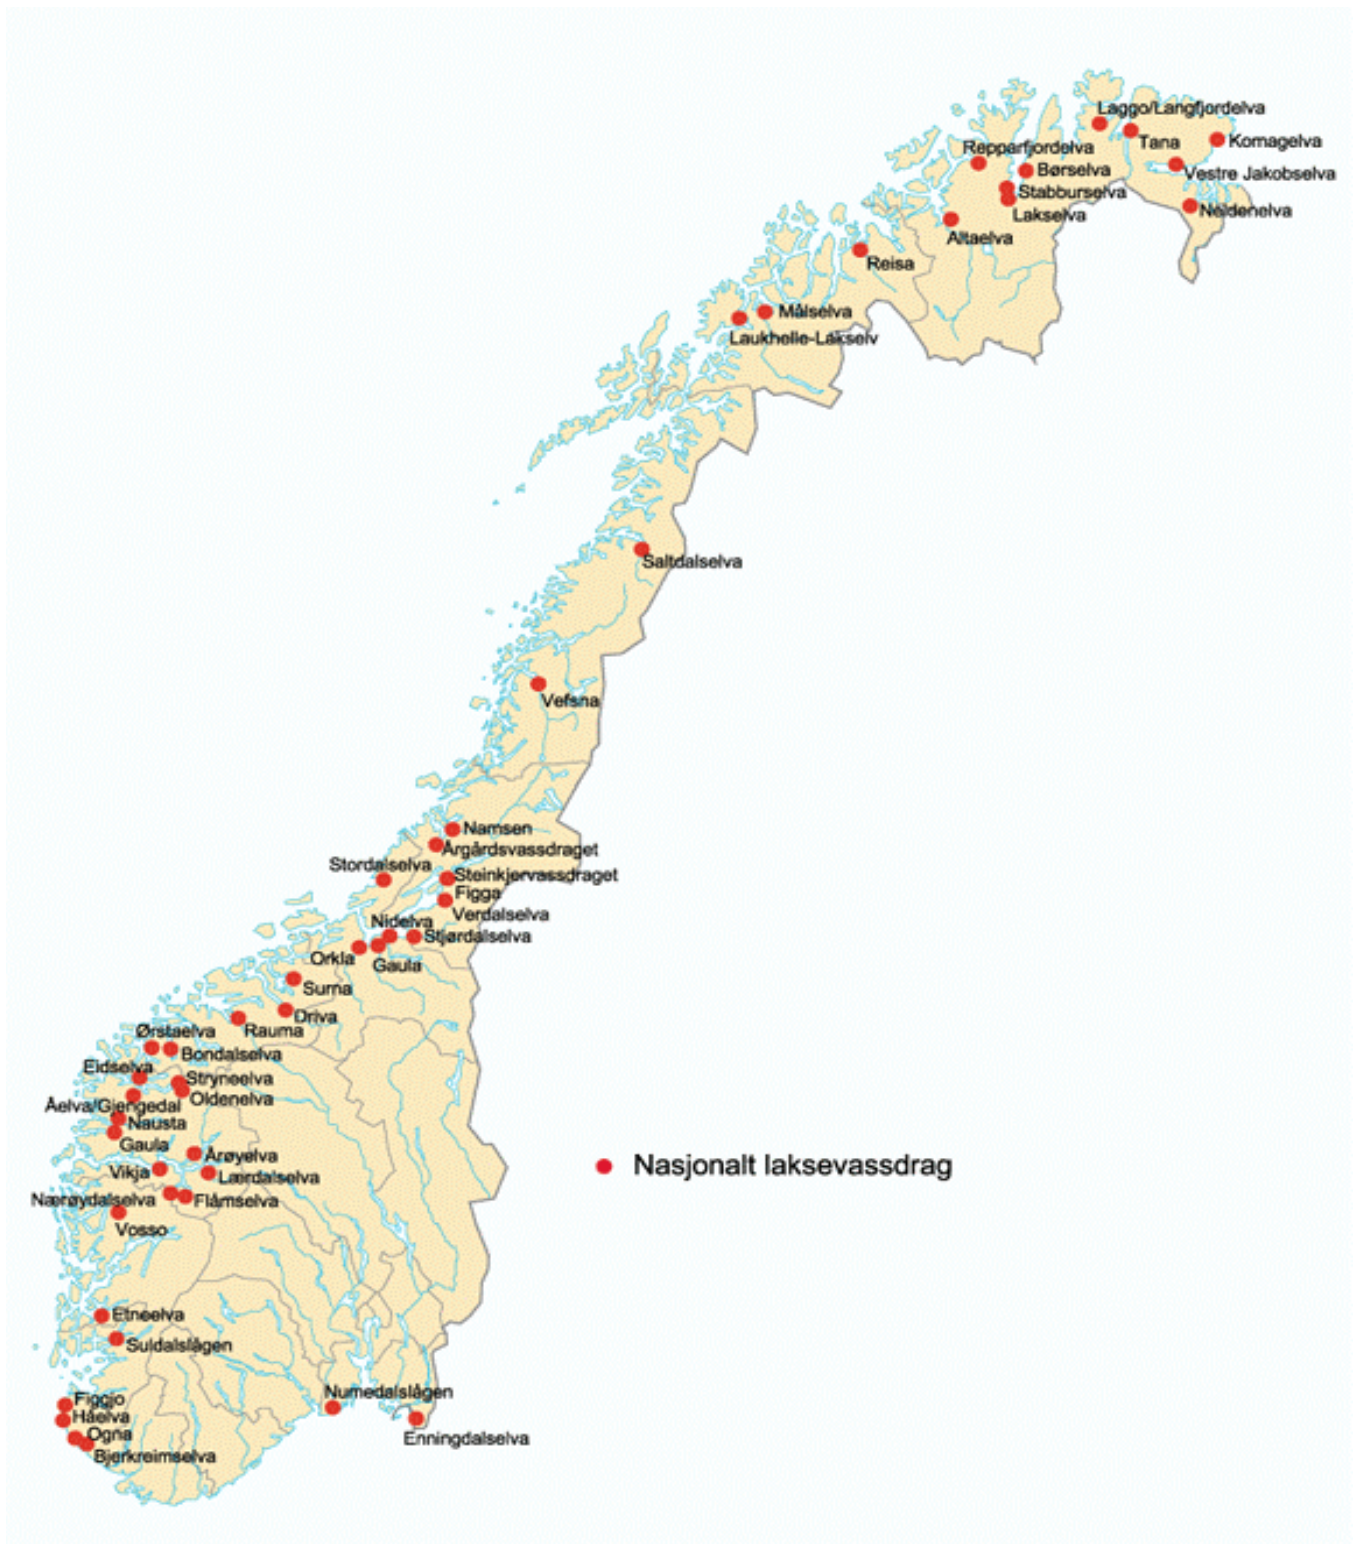 Laggo/Langfjordelva
Tana
Komagelva
Repparfjordelva
Børselva
Vestre Jakobselva
Stabburselva
Lakselva
Neidenelva
Altaelva
Reisa
Målselva
Laukhelle-Lakselv
Saltdalselva
Vefsna
Namsen
Årgårdsvassdraget
Stordalselva
Steinkjervassdraget
Figga
Verdalselva
Nidelva
Stjørdalselva
Orkla
Gaula
Surna
Driva
Rauma
Ørstaelva
Bondalselva
Eidselva
Stryneelva
Oldenelva
Åelva/Gjengedal
Nausta
Gaula
Årøyelva
Vikja
Lærdalselva
Nærøydalselva
Flåmselva
Vosso
Nasjonalt laksevassdrag
Etneelva
Suldalslågen
Figgjo
Håelva
Ogna
Bjerkreimselva
Numedalslågen
Enningdalselva